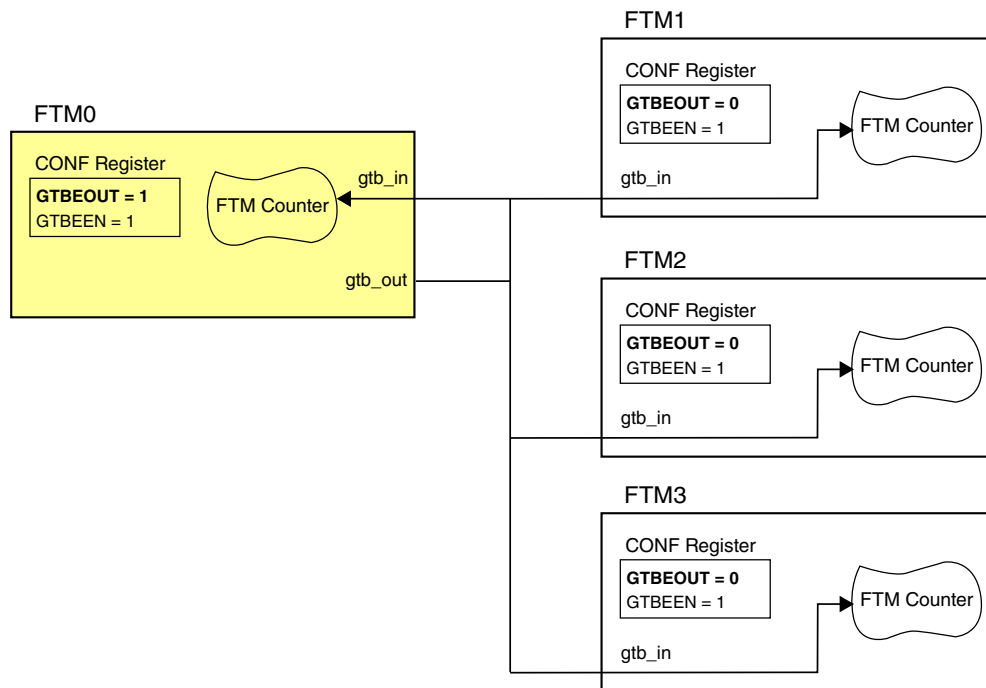 FTM0
CONF Register
GTBEOUT = 1
GTBEEN = 1
FTM Counter
gtb_in
gtb_out
FTM1
CONF Register
GTBEOUT = 0
GTBEEN = 1
FTM Counter
gtb_in
FTM2
CONF Register
GTBEOUT = 0
GTBEEN = 1
FTM Counter
gtb_in
FTM3
CONF Register
GTBEOUT = 0
GTBEEN = 1
FTM Counter
gtb_in